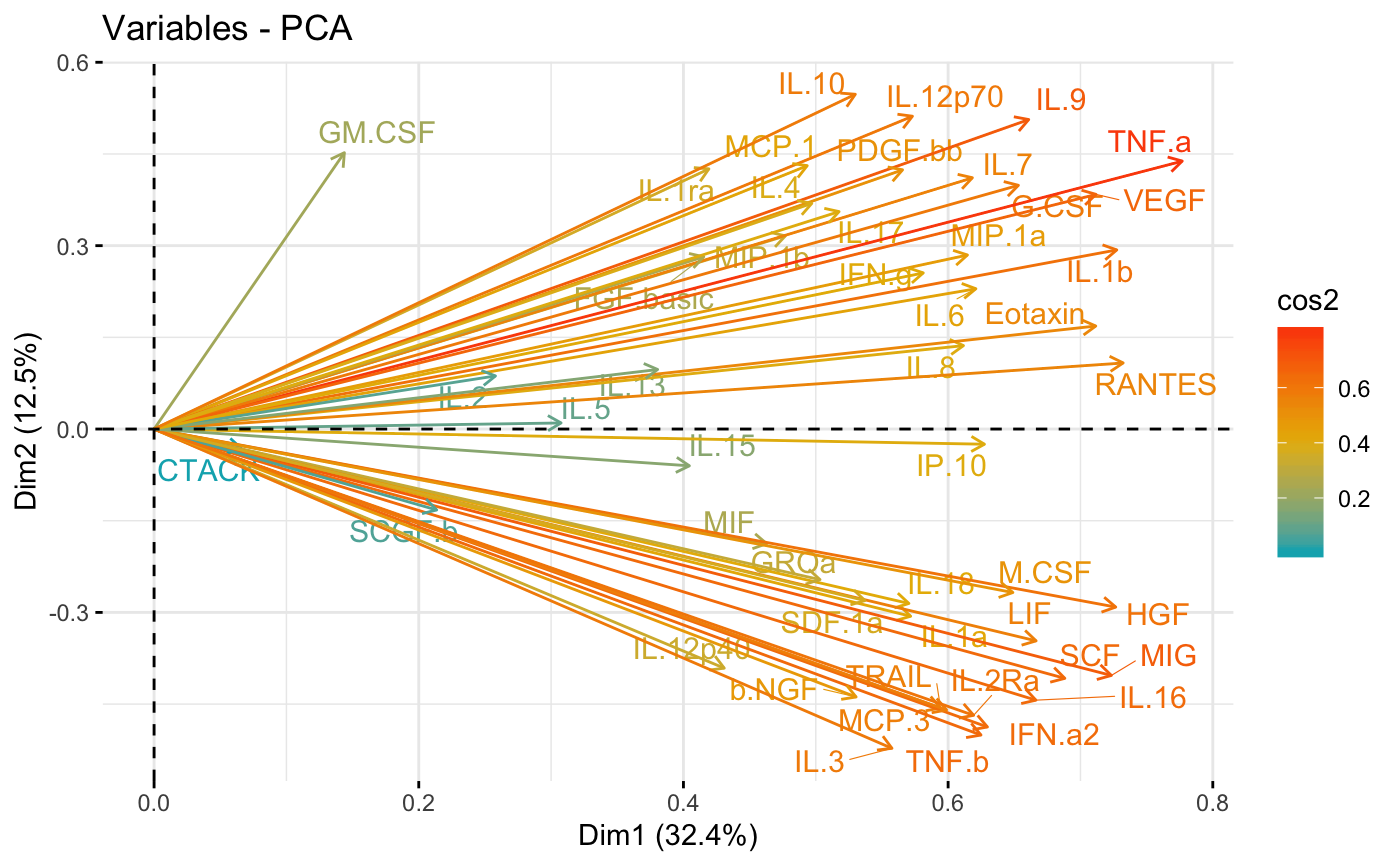 Variables - PCA
0.6
0.3
0.0
-0.3
Dim2 (12.5%)
IL.10
IL.12p70
IL.9
GM.CSF
TNF.a
MCP.1
PDGF.bb
IL.7
IL.1ra
IL.4
G.CSF
VEGF
IL.17
MIP.1a
MIP.1b
IFN.g
IL.1b
FGF.basic
IL.6
Eotaxin
IL.8
IL.13
RANTES
IL.2
IL.5
IL.15
IP.10
CTACK
SCGF.b
MIF
GROa
IL.18
M.CSF
SDF.1a
LIF
HGF
IL.1a
IL.12p40
SCF
MIG
b.NGF
TRAIL
IL.2Ra
IL.16
MCP.3
IFN.a2
IL.3
TNF.b
0.0
0.2
0.4
0.6
0.8
Dim1 (32.4%)
cos2
0.6
0.4
0.2